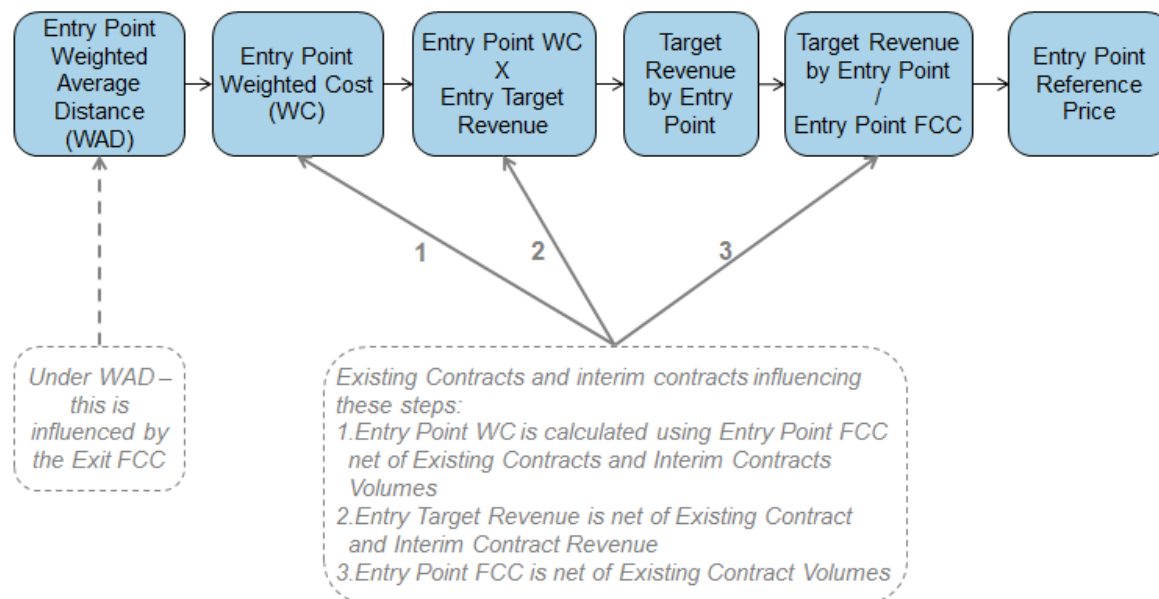 Entry Point
Weighted
Average
Distance
(WAD)
Entry Point
Weighted Cost
(WC)
Entry Point WC
X
Entry Target
Revenue
Target
Revenue
by Entry
Point
Target Revenue
by Entry Point
/
Entry Point FCC
Entry Point
Reference
Price
1
2
3
Under WAD –
this is
influenced by
the Exit FCC
Existing Contracts and interim contracts influencing
these steps:
1.Entry Point WC is calculated using Entry Point FCC
net of Existing Contracts and Interim Contracts
Volumes
2.Entry Target Revenue is net of Existing Contract
and Interim Contract Revenue
3.Entry Point FCC is net of Existing Contract Volumes